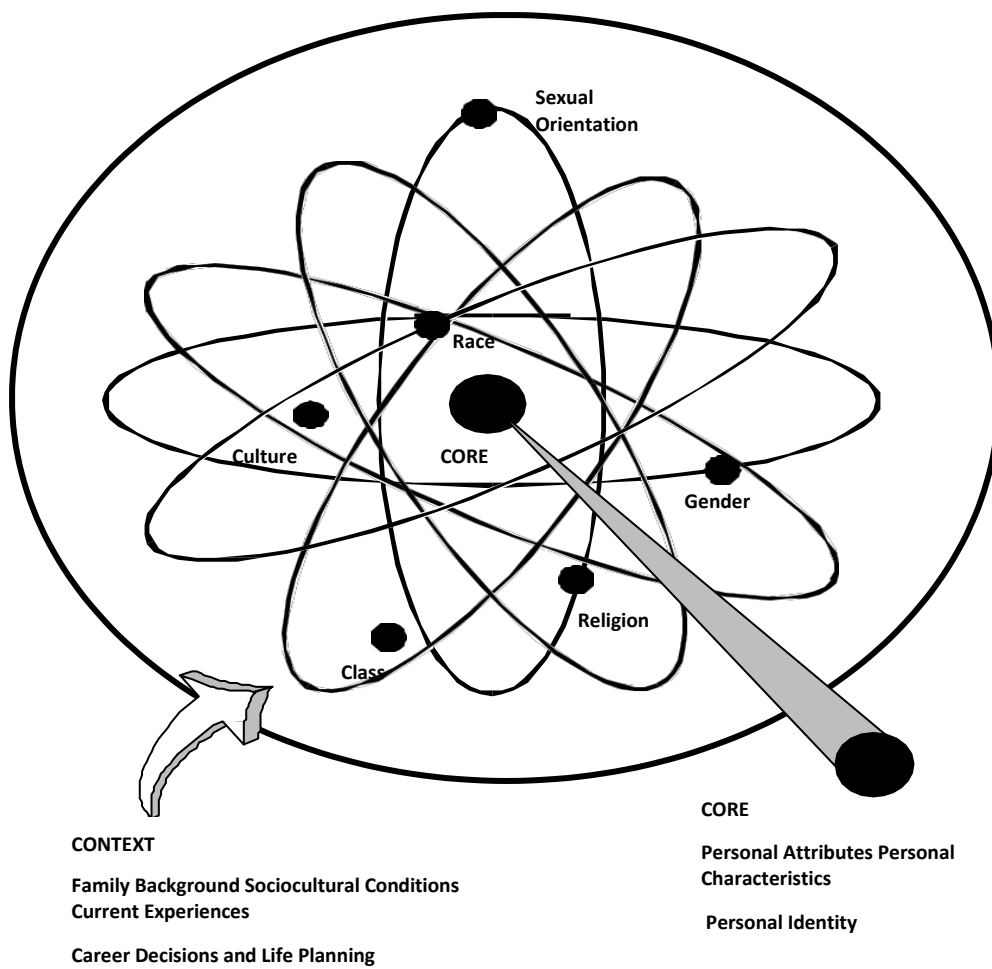 Sexual
Orientation
Race
Culture
CORE
Gender
Religion
Class
CONTEXT
Family Background Sociocultural Conditions
Current Experiences
Career Decisions and Life Planning
CORE
Personal Attributes Personal
Characteristics
Personal Identity